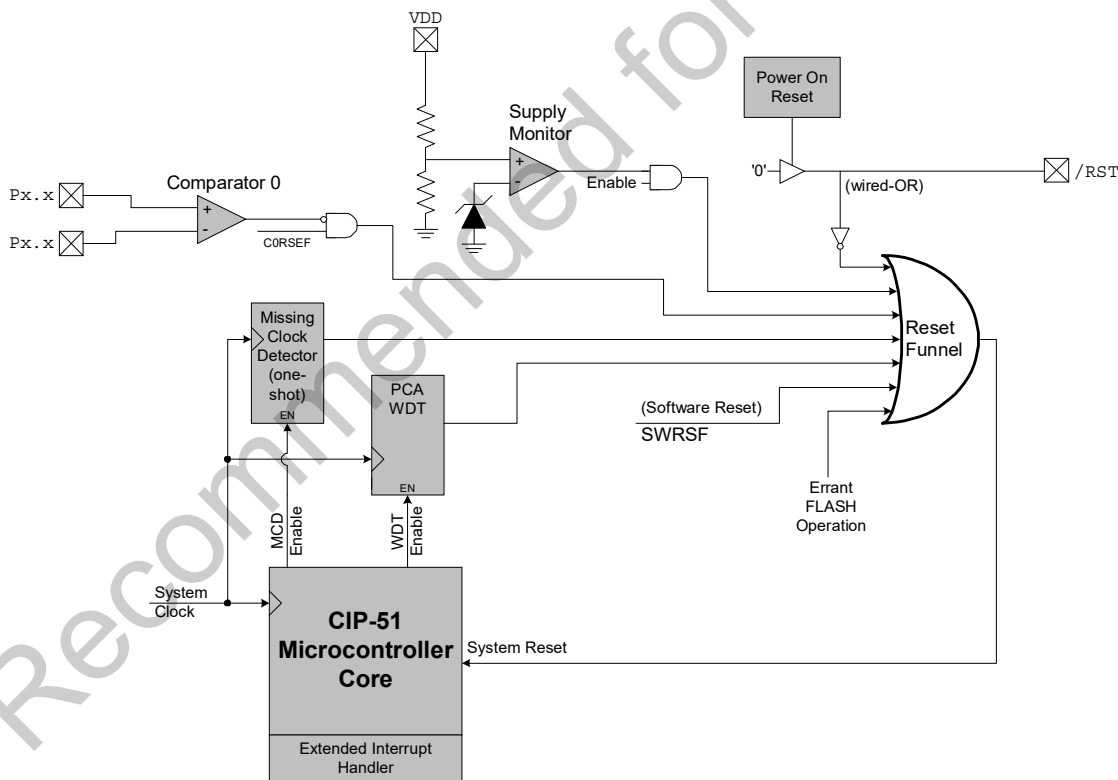 VDD
Power On
Reset
Supply
Monitor
'0'
/RST
(wired-OR)
Enable
+
-
Comparator 0
Px.x
Px.x
+
-
C0RSEF
Missing
Clock
Detector
(one-
shot)
EN
PCA
WDT
EN
Reset
Funnel
(Software Reset)
SWRSF
Errant
FLASH
Operation
MCD
Enable
WDT
Enable
System
Clock
CIP-51
Microcontroller
Core
System Reset
Extended Interrupt
Handler
Recommended for